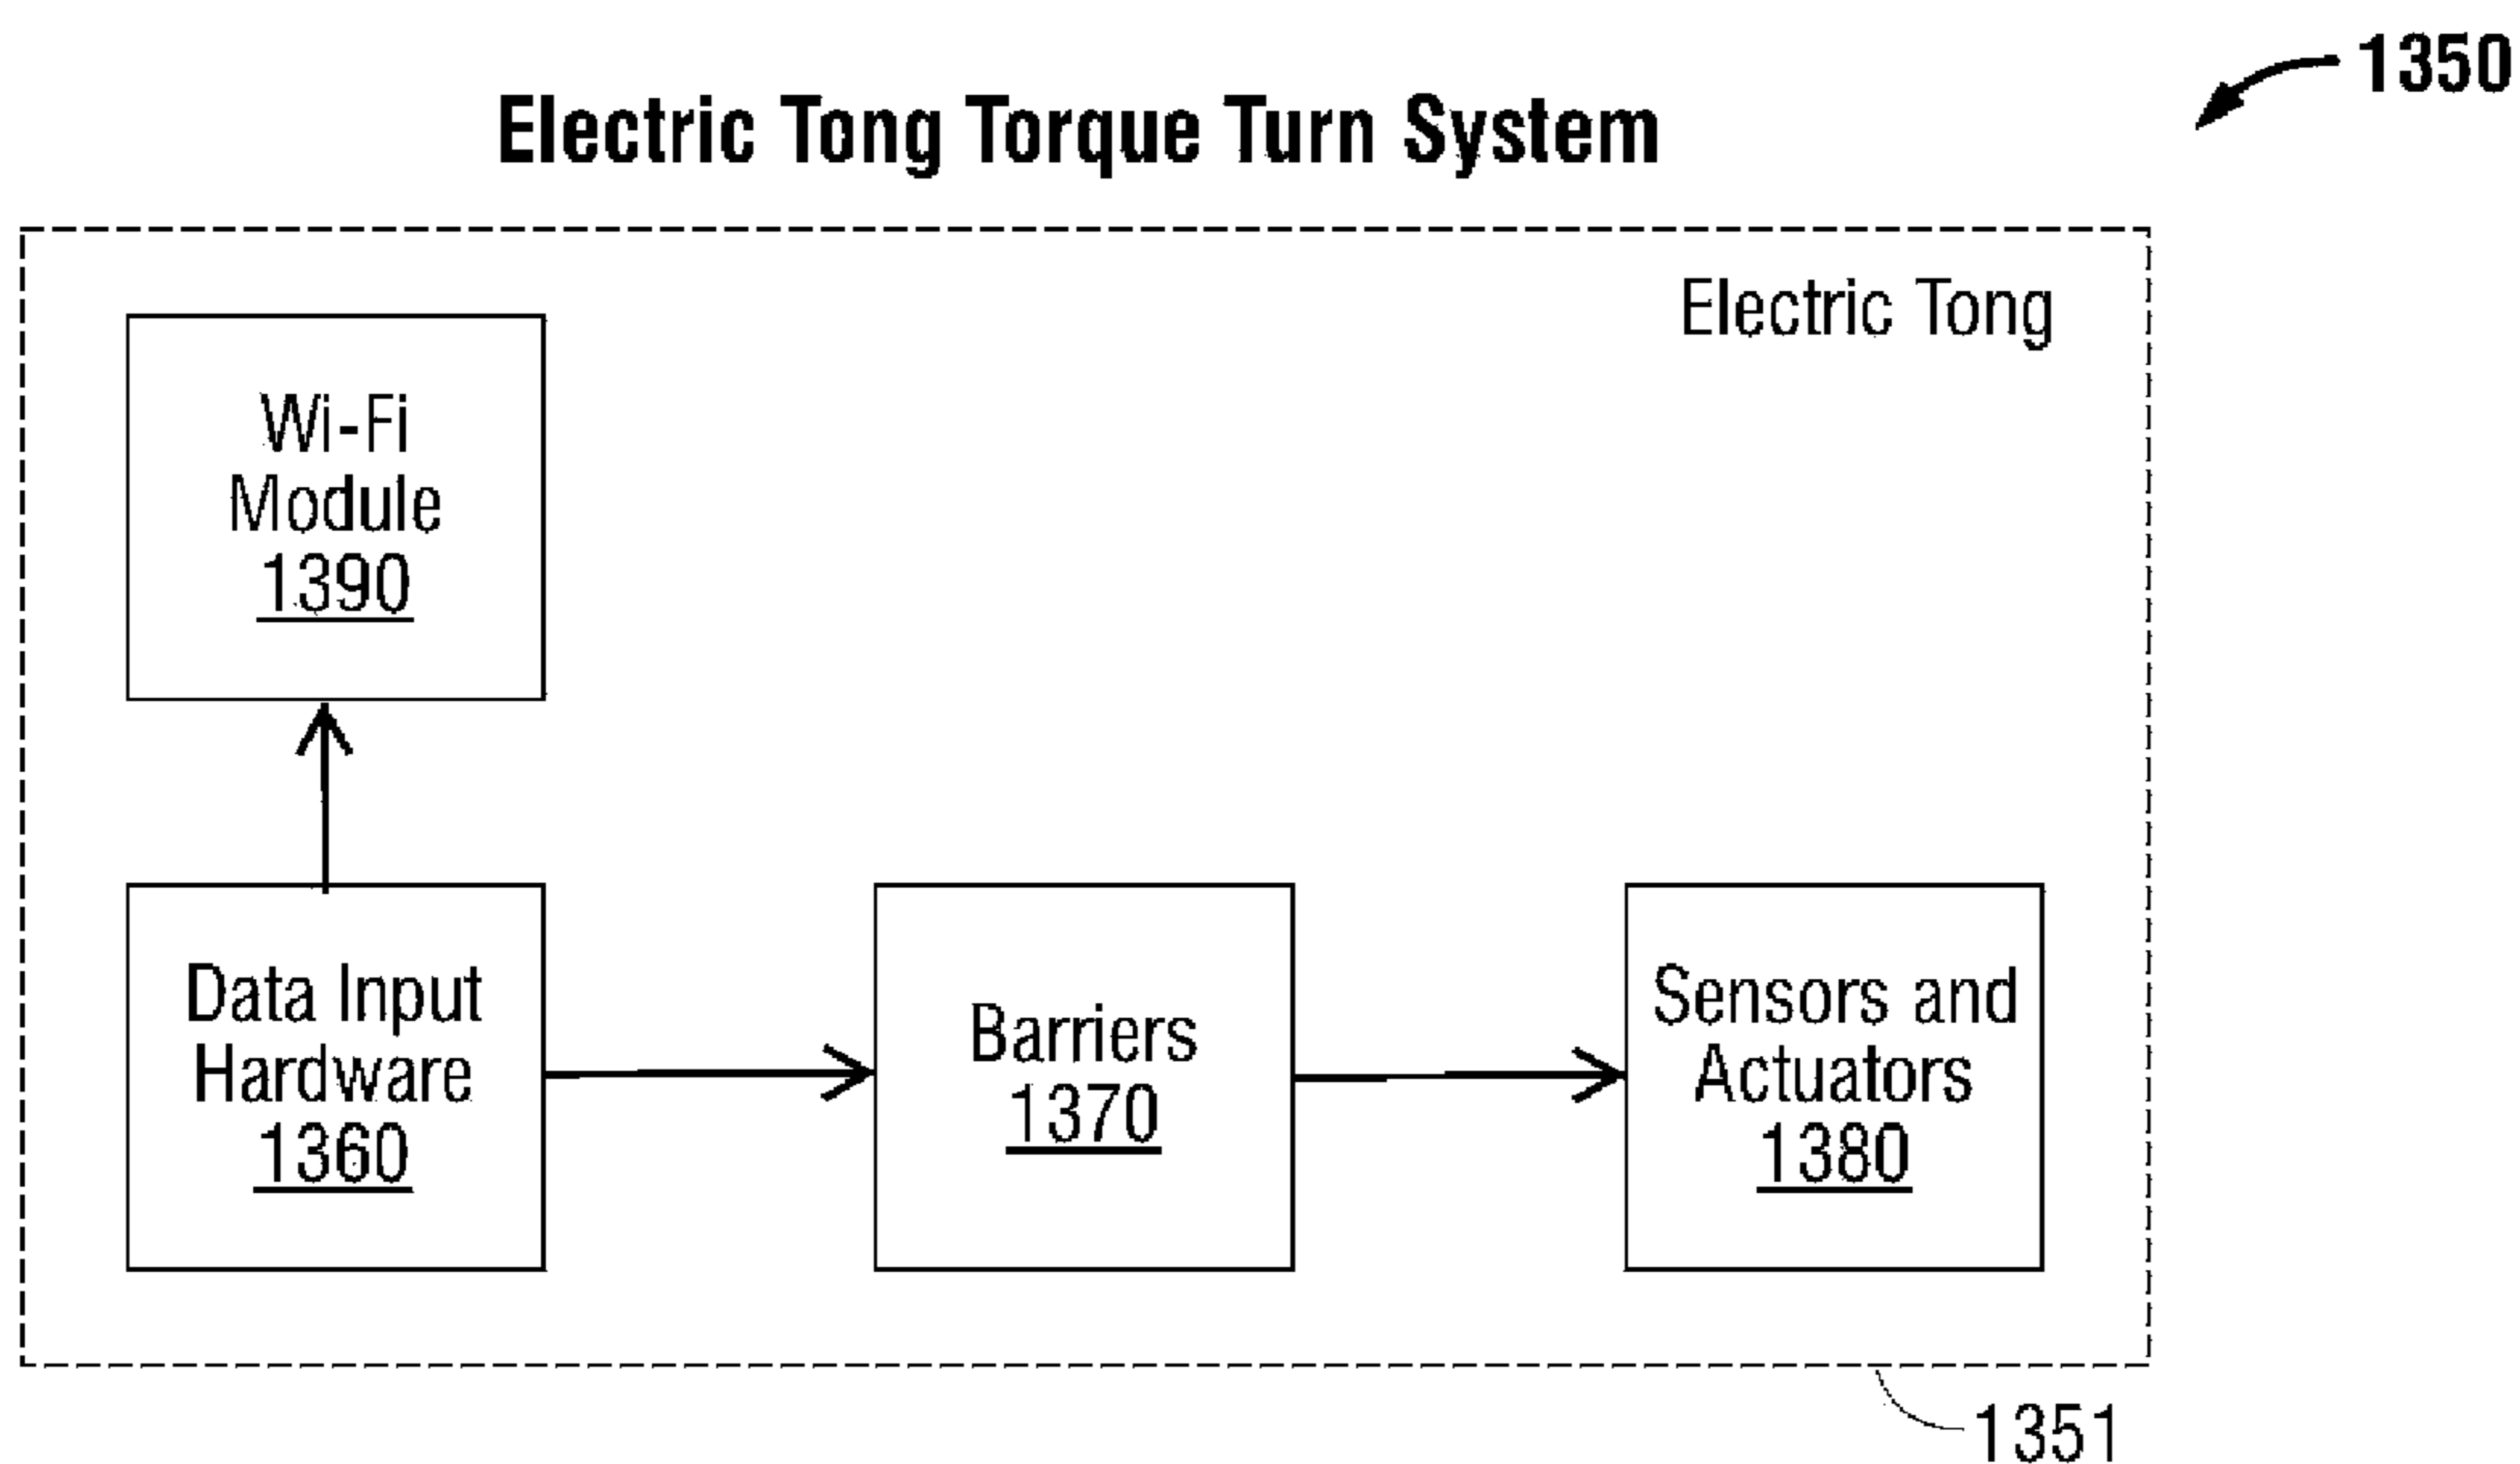 1350
Electric Tong Torque Turn System
Electric Tong
Wi-Fi
Module
1390
Data Input
Hardware
1360
Barriers
1370
Sensors and
Actuators
1380
1351